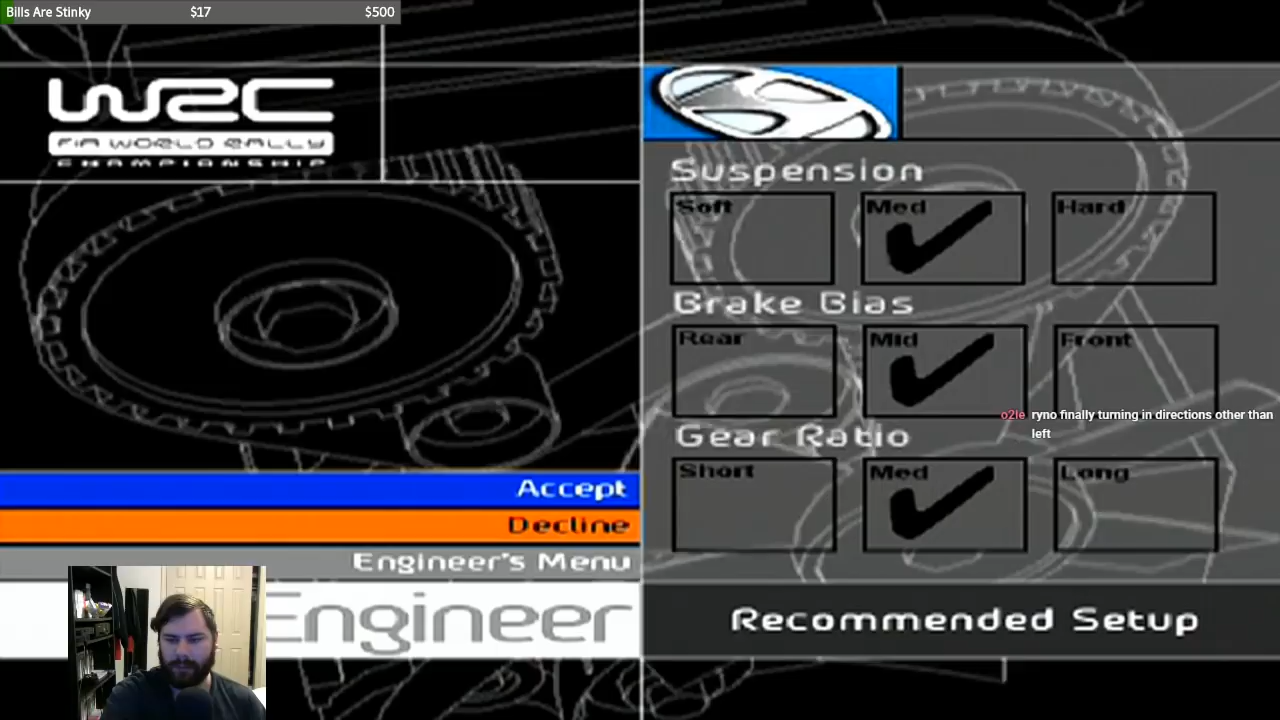 Bills Are Stinky $17 $500
WRC
FIA WORLD RALLY
CHAMPIONSHIP
Suspension
Soft Med Hard
Brake Bias
Rear Mid Front
o2le ryno finally turning in directions other than
left
Gear Ratio
Short Med Long
Accept
Decline
Engineer's Menu
Engineer
Recommended Setup